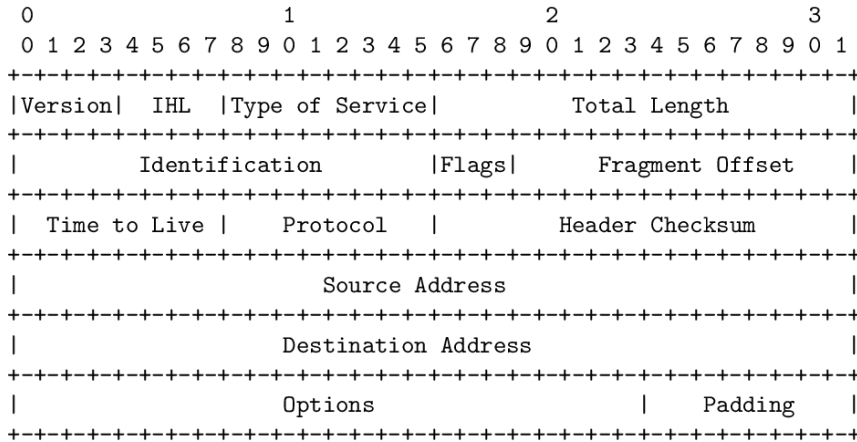 0                   1                   2                   3
 0 1 2 3 4 5 6 7 8 9 0 1 2 3 4 5 6 7 8 9 0 1 2 3 4 5 6 7 8 9 0 1
+-+-+-+-+-+-+-+-+-+-+-+-+-+-+-+-+-+-+-+-+-+-+-+-+-+-+-+-+-+-+-+-+
|Version|  IHL  |Type of Service|          Total Length         |
+-+-+-+-+-+-+-+-+-+-+-+-+-+-+-+-+-+-+-+-+-+-+-+-+-+-+-+-+-+-+-+-+
|         Identification        |Flags|      Fragment Offset    |
+-+-+-+-+-+-+-+-+-+-+-+-+-+-+-+-+-+-+-+-+-+-+-+-+-+-+-+-+-+-+-+-+
|  Time to Live |    Protocol   |         Header Checksum       |
+-+-+-+-+-+-+-+-+-+-+-+-+-+-+-+-+-+-+-+-+-+-+-+-+-+-+-+-+-+-+-+-+
|                       Source Address                          |
+-+-+-+-+-+-+-+-+-+-+-+-+-+-+-+-+-+-+-+-+-+-+-+-+-+-+-+-+-+-+-+-+
|                    Destination Address                        |
+-+-+-+-+-+-+-+-+-+-+-+-+-+-+-+-+-+-+-+-+-+-+-+-+-+-+-+-+-+-+-+-+
|                    Options                    |    Padding    |
+-+-+-+-+-+-+-+-+-+-+-+-+-+-+-+-+-+-+-+-+-+-+-+-+-+-+-+-+-+-+-+-+